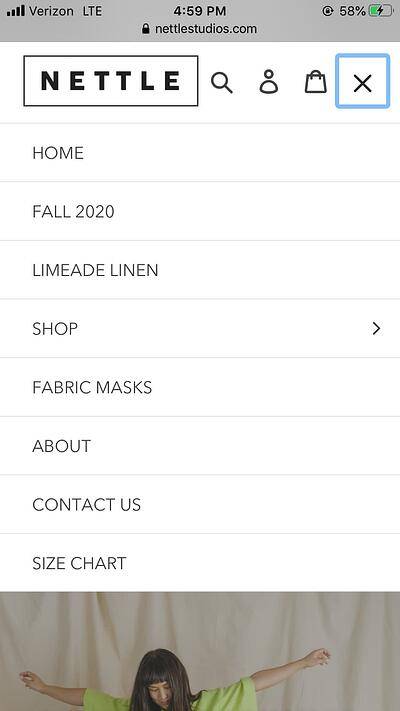 Verizon LTE 4:59 PM 58%
nettlestudios.com
NETTLE
HOME
FALL 2020
LIMEADE LINEN
SHOP
FABRIC MASKS
ABOUT
CONTACT US
SIZE CHART